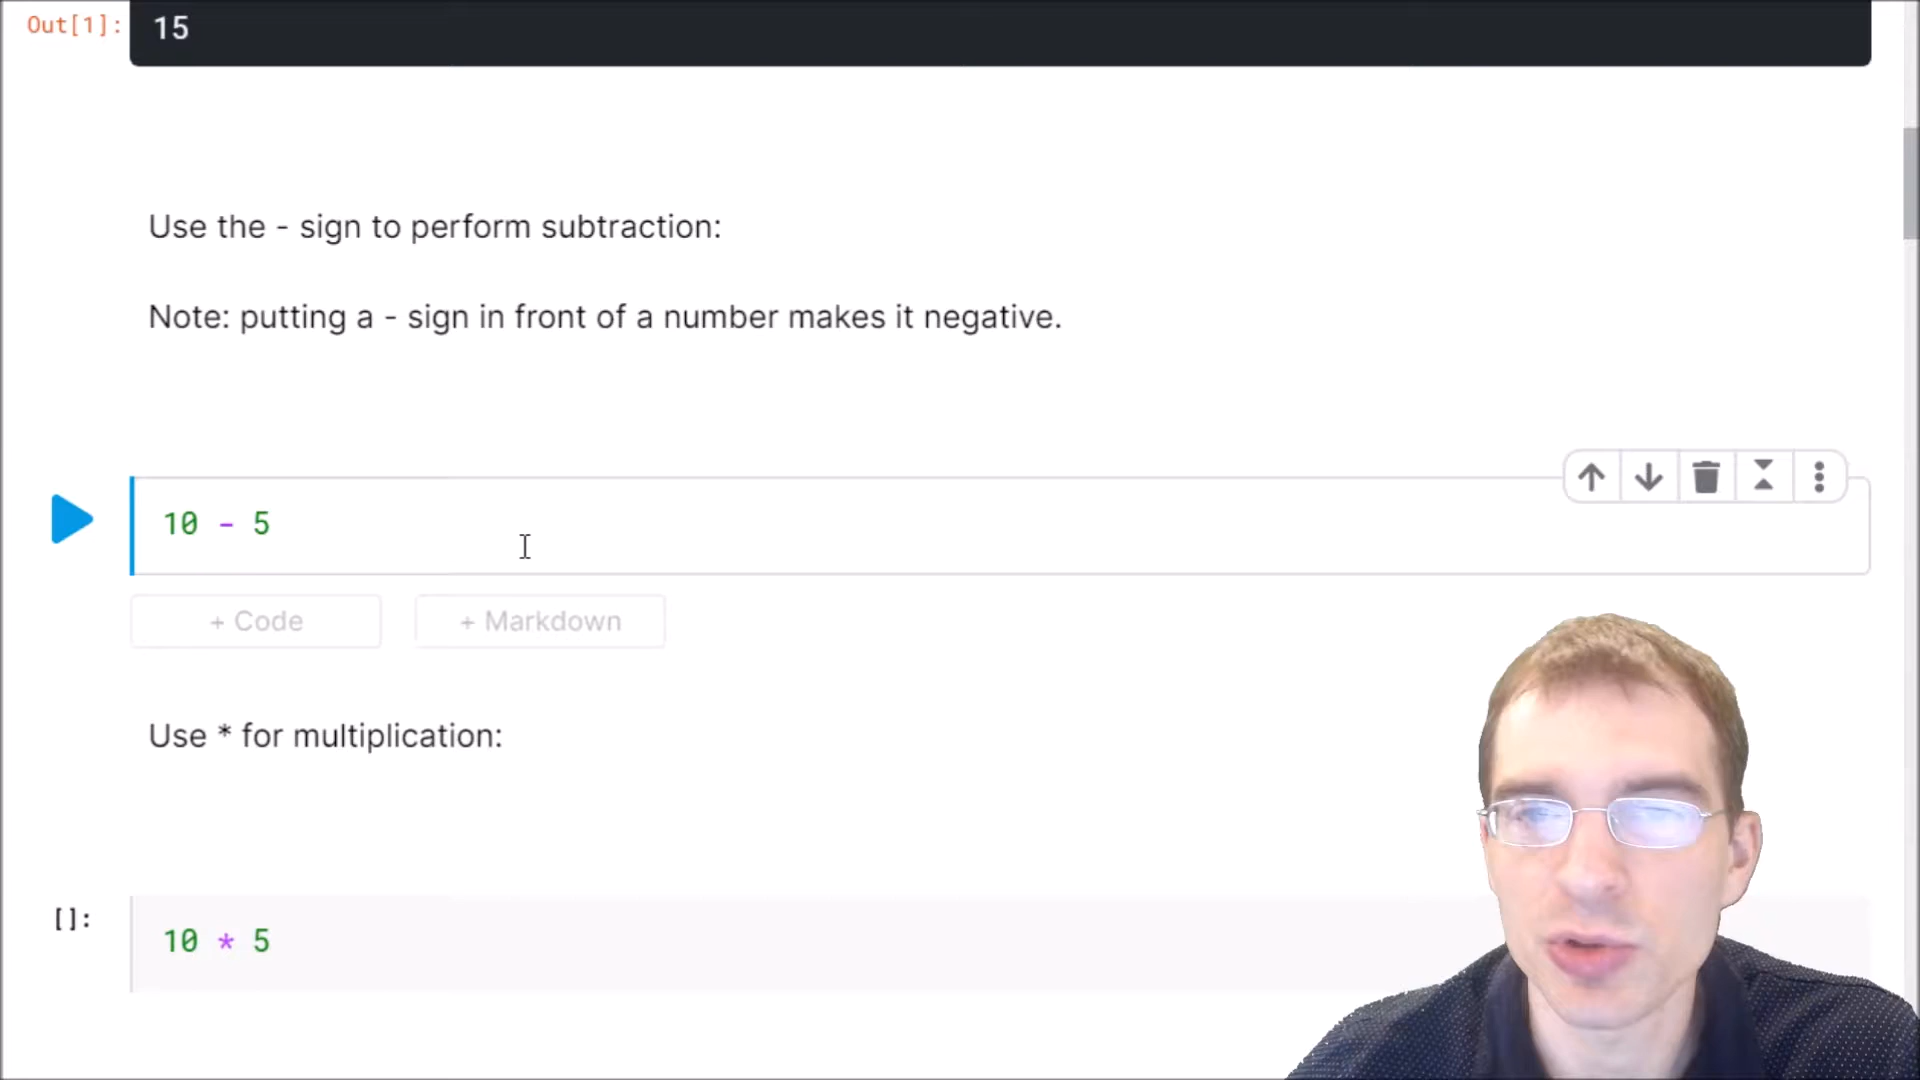 Out[1]:
15
Use the - sign to perform subtraction:
Note: putting a - sign in front of a number makes it negative.
10 - 5
+ Code
+ Markdown
Use * for multiplication:
[]:
10 * 5